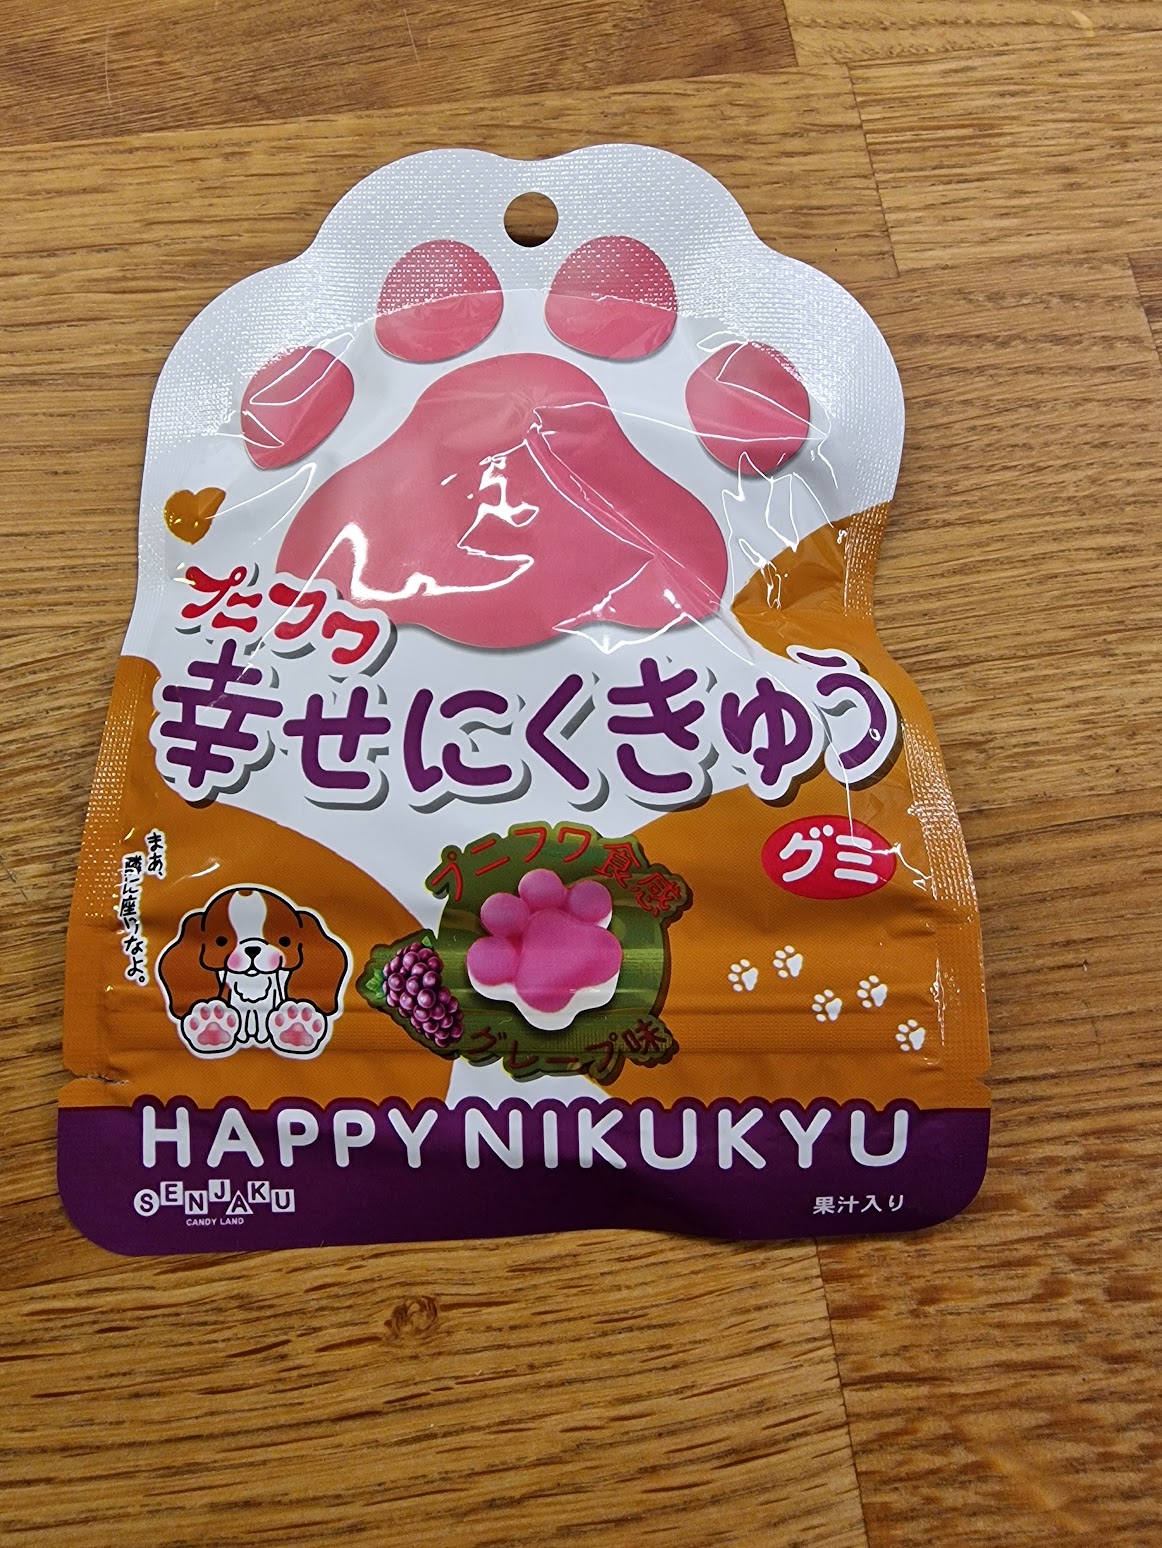 プニフワ
幸せにくきゅう
グミ
まあ、
隣に座りなよ。
プニフワ食感
グレープ味
HAPPY NIKUKYU
SENJAKU
CANDY LAND
果汁入り